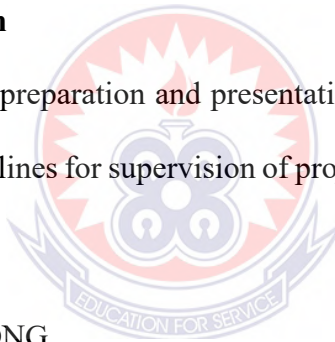 n
preparation and presentati
lines for supervision of pro
EDUCATION FOR SERVICE
ONG